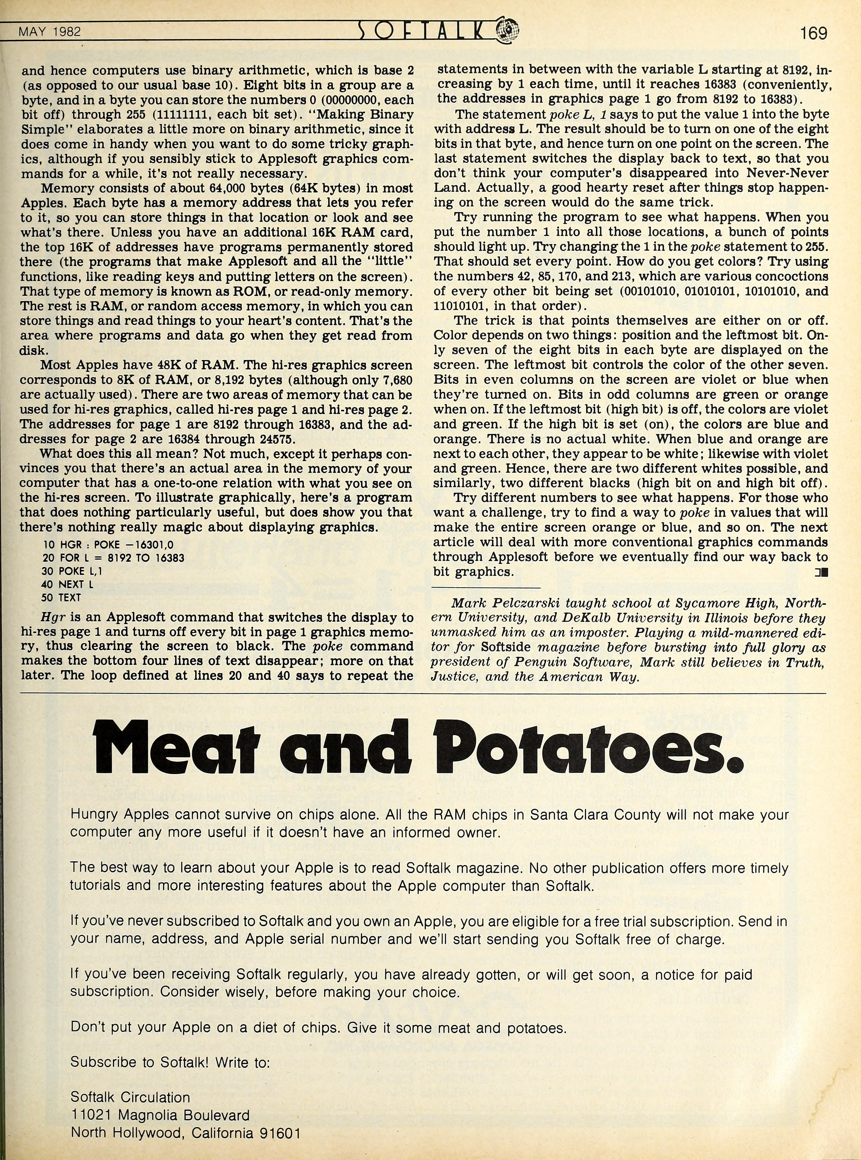 MAY 1982
SOFTALK
169
and hence computers use binary arithmetic, which is base 2
(as opposed to our usual base 10). Eight bits in a group are a
byte, and in a byte you can store the numbers 0 (00000000, each
bit off) through 255 (11111111, each bit set). "Making Binary
Simple" elaborates a little more on binary arithmetic, since it
does come in handy when you want to do some tricky graph-
ics, although if you sensibly stick to Applesoft graphics com-
mands for a while, it's not really necessary.
Memory consists of about 64,000 bytes (64K bytes) in most
Apples. Each byte has a memory address that lets you refer
to it, so you can store things in that location or look and see
what's there. Unless you have an additional 16K RAM card,
the top 16K of addresses have programs permanently stored
there (the programs that make Applesoft and all the "little"
functions, like reading keys and putting letters on the screen).
That type of memory is known as ROM, or read-only memory.
The rest is RAM, or random access memory, in which you can
store things and read things to your heart's content. That's the
area where programs and data go when they get read from
disk.
Most Apples have 48K of RAM. The hi-res graphics screen
corresponds to 8K of RAM, or 8,192 bytes (although only 7,680
are actually used). There are two areas of memory that can be
used for hi-res graphics, called hi-res page 1 and hi-res page 2.
The addresses for page 1 are 8192 through 16383, and the ad-
dresses for page 2 are 16384 through 24575.
What does this all mean? Not much, except it perhaps con-
vinces you that there's an actual area in the memory of your
computer that has a one-to-one relation with what you see on
the hi-res screen. To illustrate graphically, here's a program
that does nothing particularly useful, but does show you that
there's nothing really magic about displaying graphics.
10 HGR : POKE −16301,0
20 FOR L = 8192 TO 16383
30 POKE L,1
40 NEXT L
50 TEXT
Hgr is an Applesoft command that switches the display to
hi-res page 1 and turns off every bit in page 1 graphics memo-
ry, thus clearing the screen to black. The poke command
makes the bottom four lines of text disappear; more on that
later. The loop defined at lines 20 and 40 says to repeat the
statements in between with the variable L starting at 8192, in-
creasing by 1 each time, until it reaches 16383 (conveniently,
the addresses in graphics page 1 go from 8192 to 16383).
The statement poke L, 1 says to put the value 1 into the byte
with address L. The result should be to turn on one of the eight
bits in that byte, and hence turn on one point on the screen. The
last statement switches the display back to text, so that you
don't think your computer's disappeared into Never-Never
Land. Actually, a good hearty reset after things stop happen-
ing on the screen would do the same trick.
Try running the program to see what happens. When you
put the number 1 into all those locations, a bunch of points
should light up. Try changing the 1 in the poke statement to 255.
That should set every point. How do you get colors? Try using
the numbers 42, 85, 170, and 213, which are various concoctions
of every other bit being set (00101010, 01010101, 10101010, and
11010101, in that order).
The trick is that points themselves are either on or off.
Color depends on two things: position and the leftmost bit. On-
ly seven of the eight bits in each byte are displayed on the
screen. The leftmost bit controls the color of the other seven.
Bits in even columns on the screen are violet or blue when
they're turned on. Bits in odd columns are green or orange
when on. If the leftmost bit (high bit) is off, the colors are violet
and green. If the high bit is set (on), the colors are blue and
orange. There is no actual white. When blue and orange are
next to each other, they appear to be white; likewise with violet
and green. Hence, there are two different whites possible, and
similarly, two different blacks (high bit on and high bit off).
Try different numbers to see what happens. For those who
want a challenge, try to find a way to poke in values that will
make the entire screen orange or blue, and so on. The next
article will deal with more conventional graphics commands
through Applesoft before we eventually find our way back to
bit graphics.
Mark Pelczarski taught school at Sycamore High, North-
ern University, and DeKalb University in Illinois before they
unmasked him as an imposter. Playing a mild-mannered edi-
tor for Softside magazine before bursting into full glory as
president of Penguin Software, Mark still believes in Truth,
Justice, and the American Way.
Meat and Potatoes.
Hungry Apples cannot survive on chips alone. All the RAM chips in Santa Clara County will not make your
computer any more useful if it doesn't have an informed owner.
The best way to learn about your Apple is to read Softalk magazine. No other publication offers more timely
tutorials and more interesting features about the Apple computer than Softalk.
If you've never subscribed to Softalk and you own an Apple, you are eligible for a free trial subscription. Send in
your name, address, and Apple serial number and we'll start sending you Softalk free of charge.
If you've been receiving Softalk regularly, you have already gotten, or will get soon, a notice for paid
subscription. Consider wisely, before making your choice.
Don't put your Apple on a diet of chips. Give it some meat and potatoes.
Subscribe to Softalk! Write to:
Softalk Circulation
11021 Magnolia Boulevard
North Hollywood, California 91601